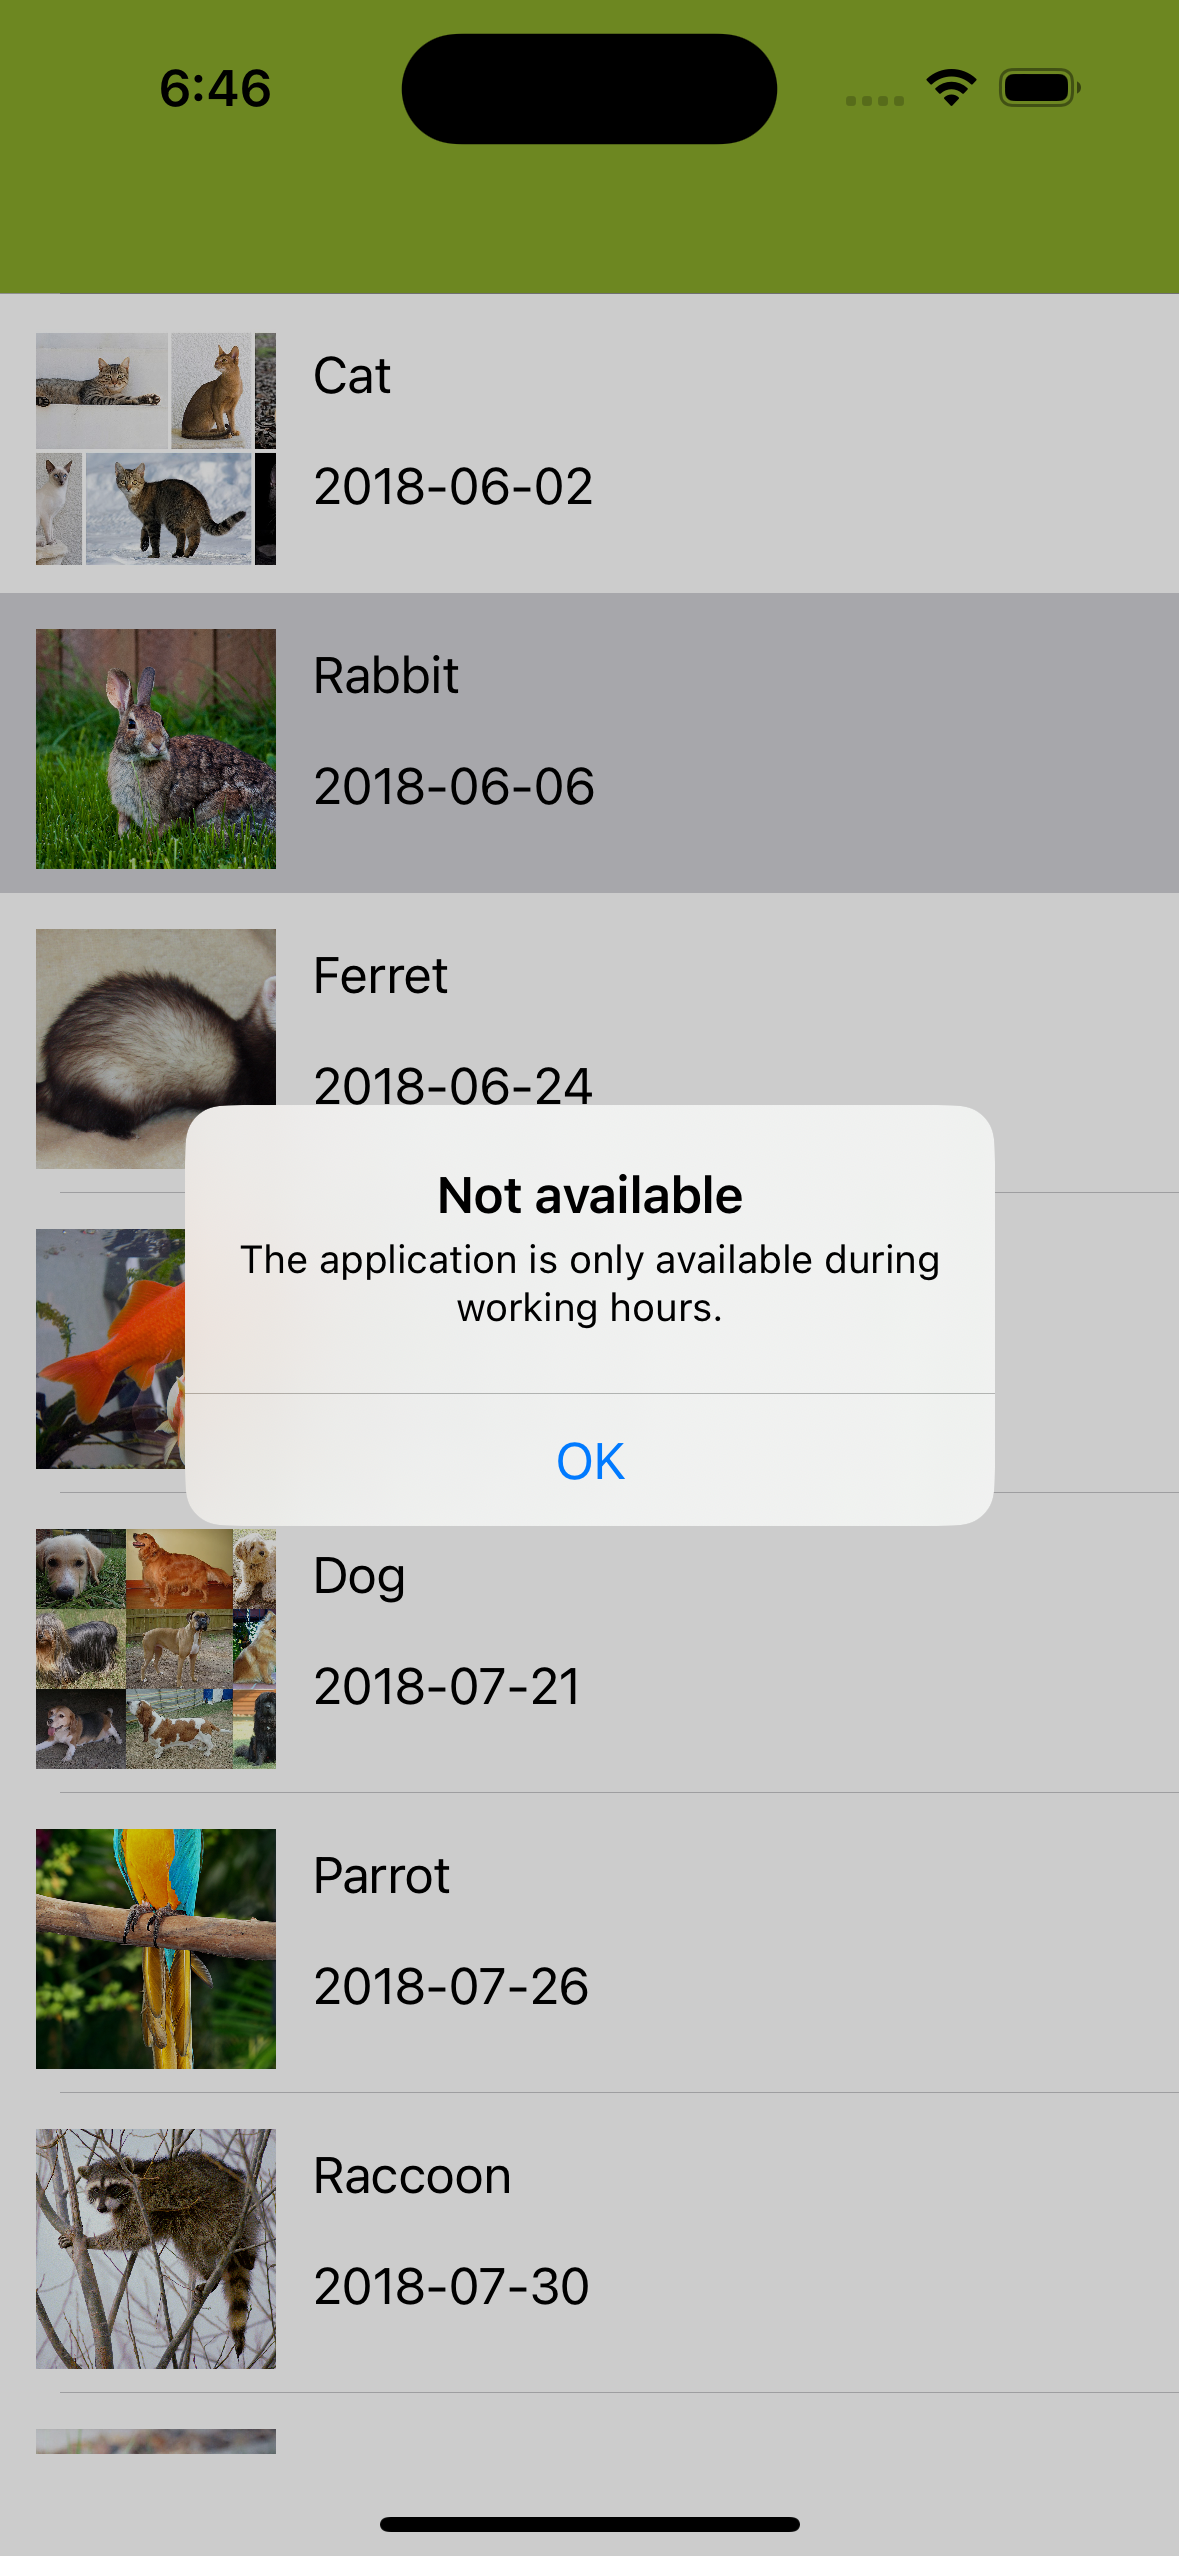 6:46
Cat
2018-06-02
Rabbit
2018-06-06
Ferret
2018-06-24
Not available
The application is only available during
working hours.
OK
Dog
2018-07-21
Parrot
2018-07-26
Raccoon
2018-07-30